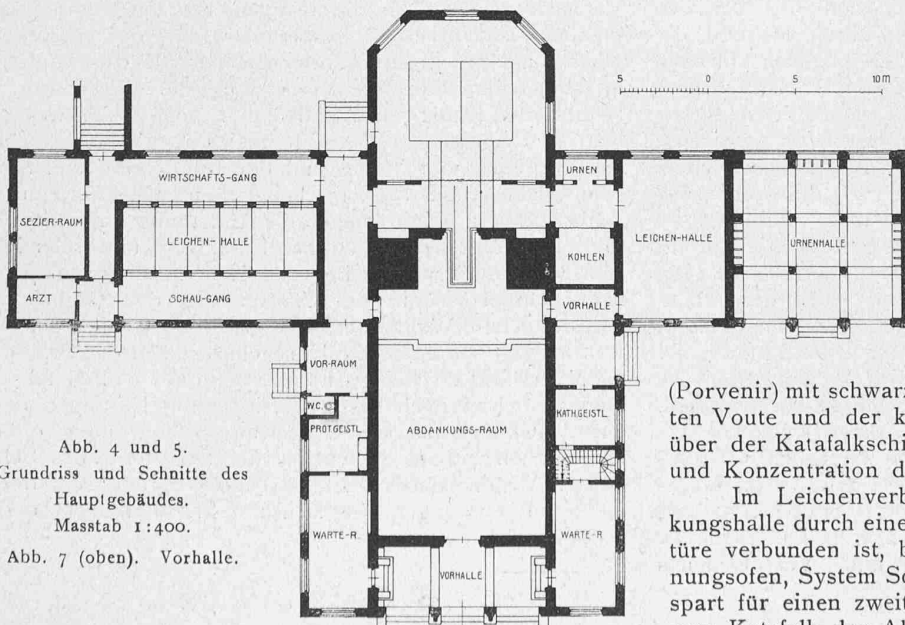 5 0 5 10 m
URNEN
WIRTSCHAFTS-GANG
SEZIER-RAUM
LEICHEN-HALLE
LEICHEN-HALLE
URNENHALLE
KOHLEN
ARZT
SCHAU-GANG
VORHALLE
VOR-RAUM
W.C.
PROT.GEISTL.
ABDANKUNGS-RAUM
KATH.GEISTL.
WARTE-R.
WARTE-R.
VORHALLE
Abb. 4 und 5.
Grundriss und Schnitte des
Hauptgebäudes.
Masstab 1 : 400.
Abb. 7 (oben). Vorhalle.
(Porvenir) mit schwarz
ten Voute und der k
über der Katafalkschi
und Konzentration d
Im Leichenverb
kungshalle durch eine
türe verbunden ist, b
nungsofen, System Sc
spart für einen zweit